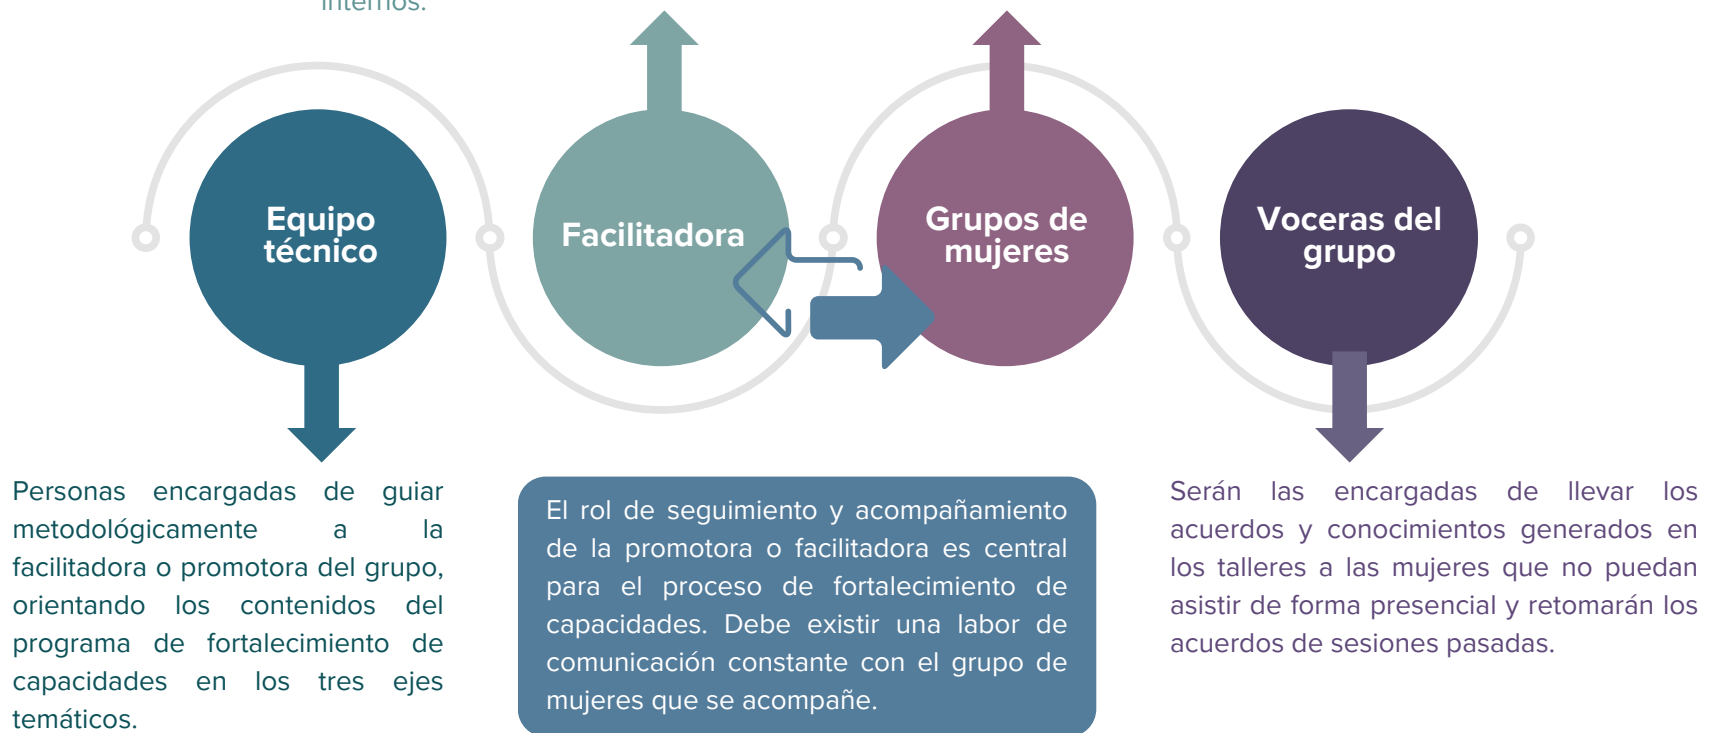 internos.
Equipo
técnico
Facilitadora
Grupos de
mujeres
Voceras del
grupo
Personas encargadas de guiar
metodológicamente a la
facilitadora o promotora del grupo,
orientando los contenidos del
programa de fortalecimiento de
capacidades en los tres ejes
temáticos.
El rol de seguimiento y acompañamiento
de la promotora o facilitadora es central
para el proceso de fortalecimiento de
capacidades. Debe existir una labor de
comunicación constante con el grupo de
mujeres que se acompañe.
Serán las encargadas de llevar los
acuerdos y conocimientos generados en
los talleres a las mujeres que no puedan
asistir de forma presencial y retomarán los
acuerdos de sesiones pasadas.